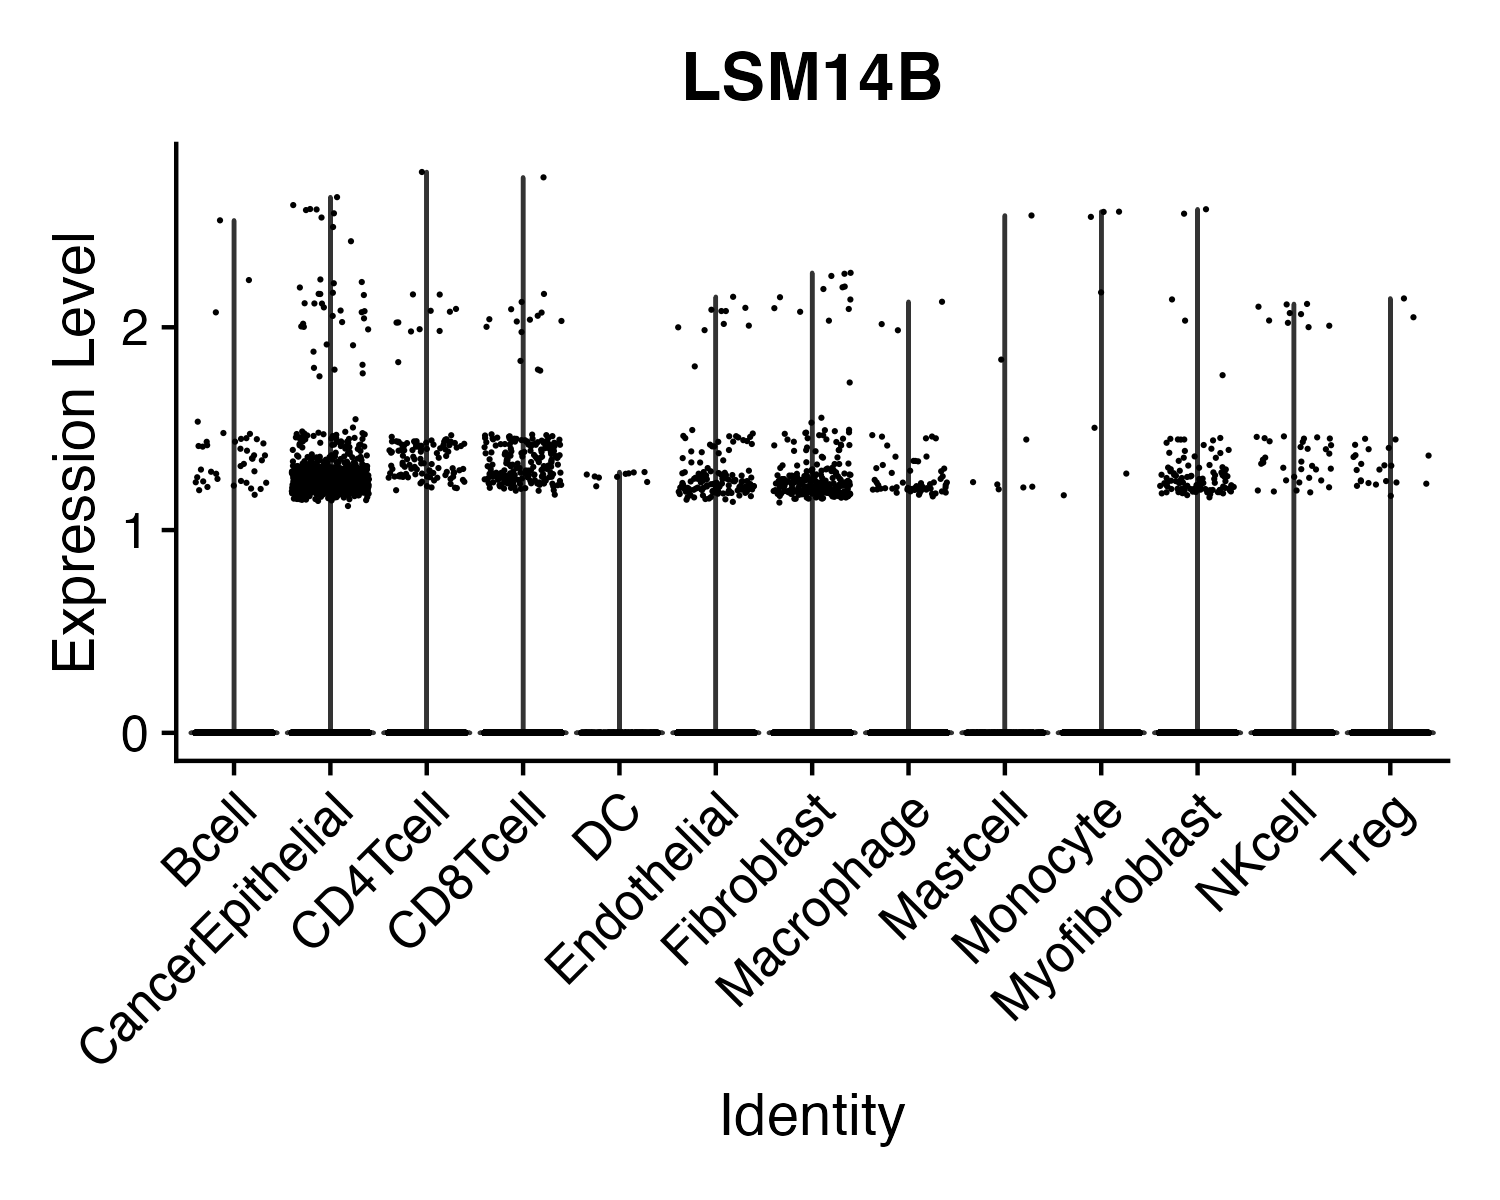 LSM14B
Expression Level
2
1
0
Bcell
CancerEpithelial
CD4Tcell
CD8Tcell
DC
Endothelial
Fibroblast
Macrophage
Mastcell
Monocyte
Myofibroblast
NKcell
Treg
Identity